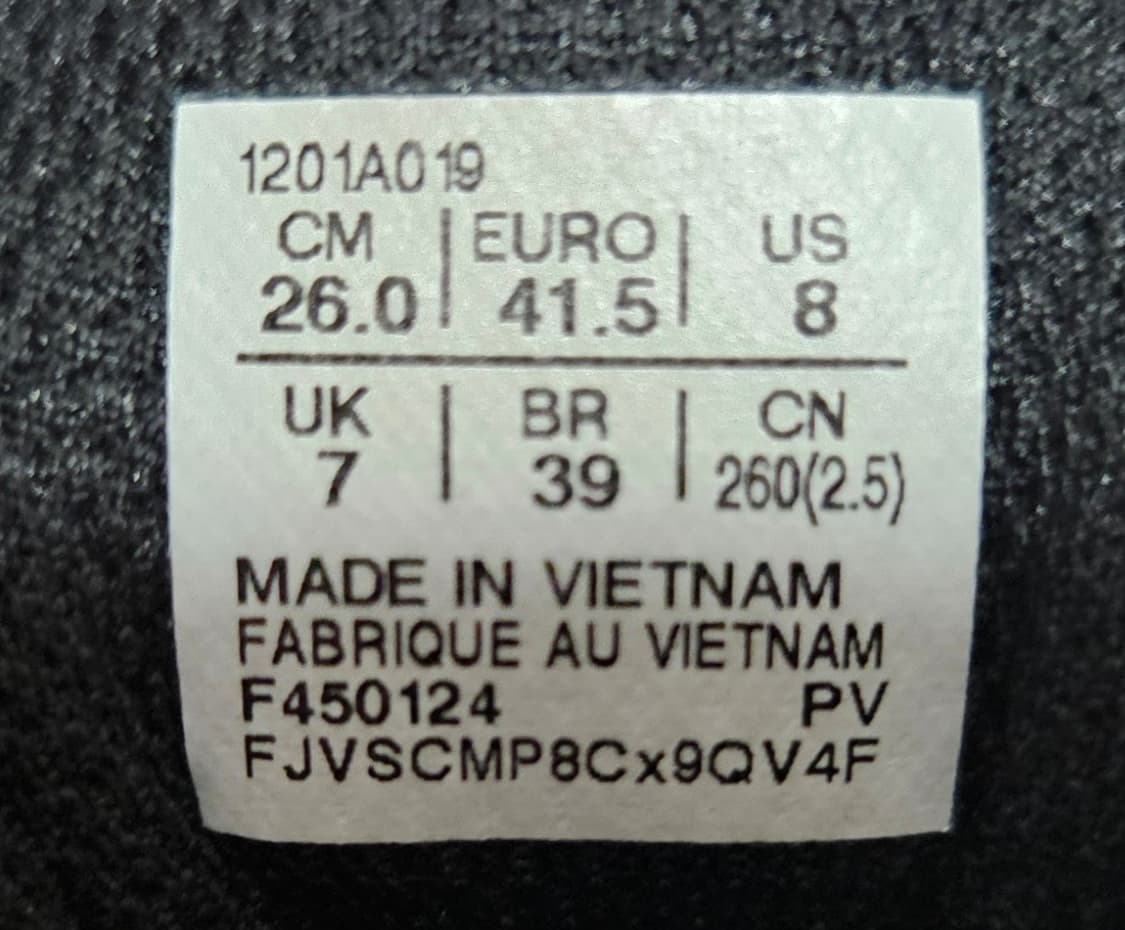 1201A019
CM | EURO | US
26.0 | 41.5 | 8
UK | BR | CN
7 | 39 | 260(2.5)
MADE IN VIETNAM
FABRIQUE AU VIETNAM
F450124 PV
FJVSCMP8Cx9QV4F